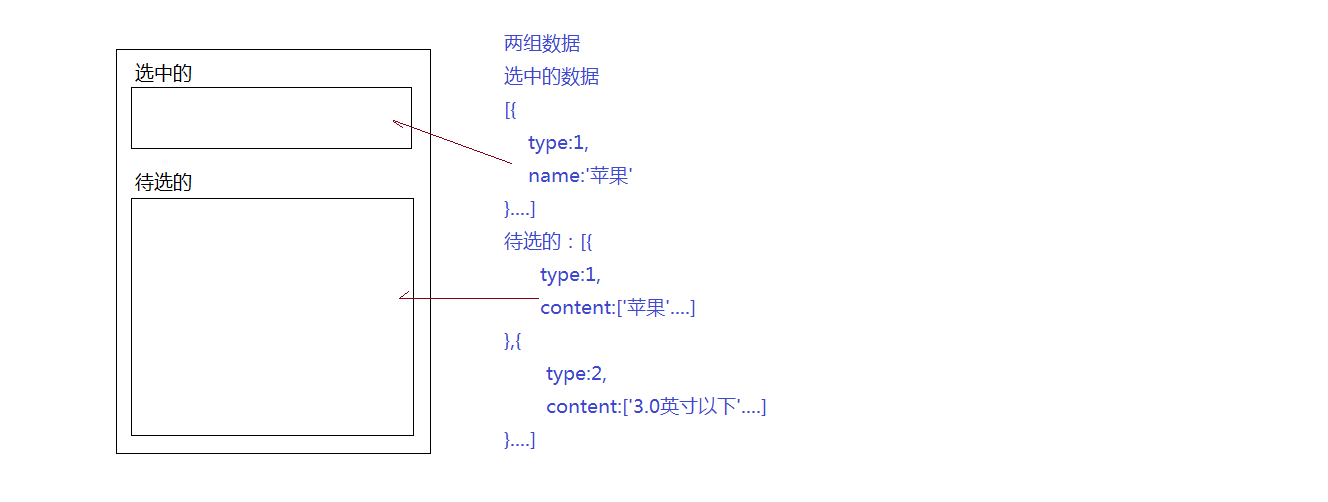 选中的
待选的
两组数据
选中的数据
[{
type:1,
name:'苹果'
}....]
待选的：[{
type:1,
content:['苹果'....]
},{
type:2,
content:['3.0英寸以下'....]
}....]